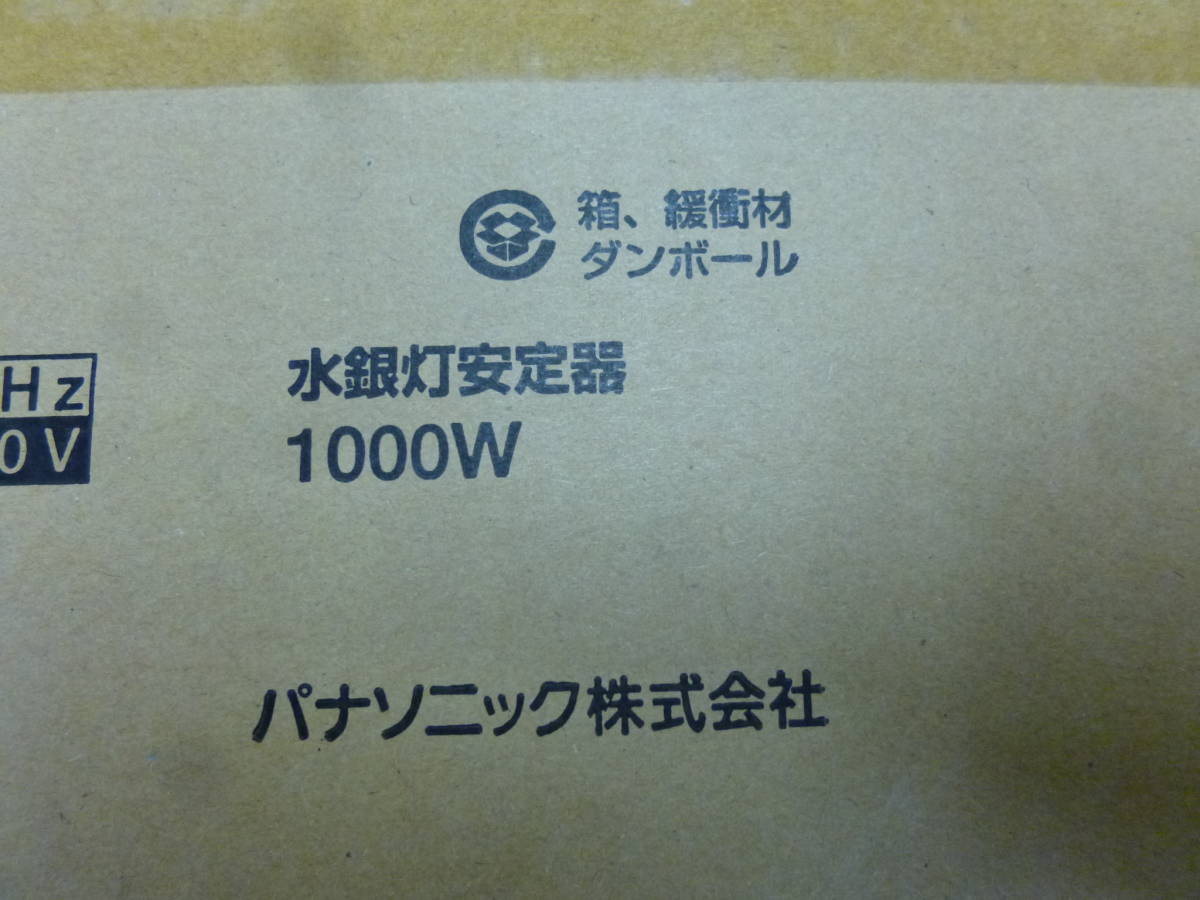 箱、緩衝材
ダンボール
Hz
0V
水銀灯安定器
1000W
パナソニック株式会社